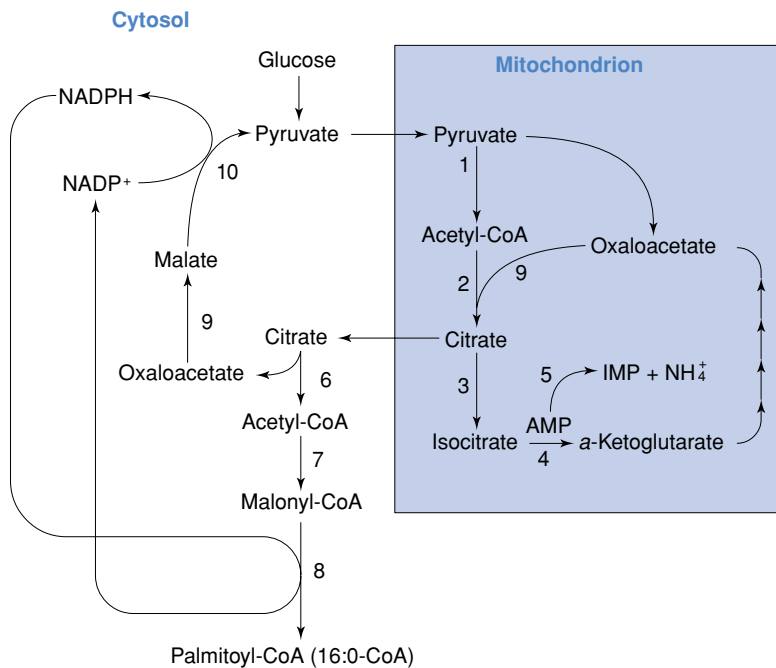 Cytosol
Mitochondrion
Glucose
NADPH
Pyruvate
Pyruvate
1
10
NADP+
Acetyl-CoA
Oxaloacetate
Malate
9
2
9
Citrate
Citrate
Oxaloacetate
6
3
5
IMP + NH4+
Acetyl-CoA
AMP
Isocitrate
a-Ketoglutarate
4
7
Malonyl-CoA
8
Palmitoyl-CoA (16:0-CoA)